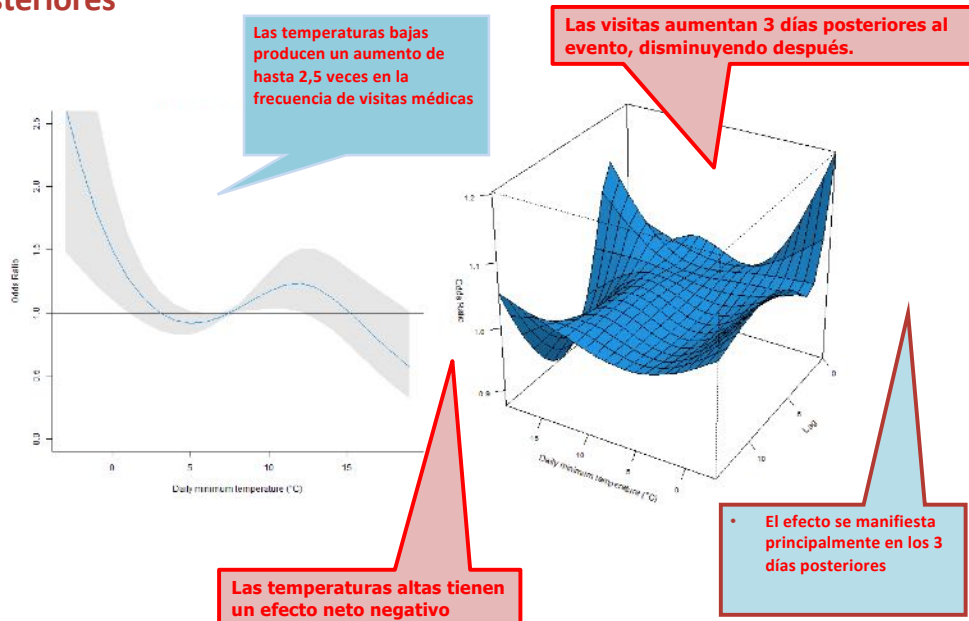 steriores
Las temperaturas bajas
producen un aumento de
hasta 2,5 veces en la
frecuencia de visitas médicas
Las visitas aumentan 3 días posteriores al
evento, disminuyendo después.
2.5
2.0
1.5
1.0
0.5
0.0
Odds Ratio
0
5
10
15
Daily minimum temperature (°C)
1.2
1.1
1.0
0.9
Odds Ratio
15
10
5
0
Daily minimum temperature (°C)
0
5
10
Lag
Las temperaturas altas tienen
un efecto neto negativo
• El efecto se manifiesta
principalmente en los 3
días posteriores